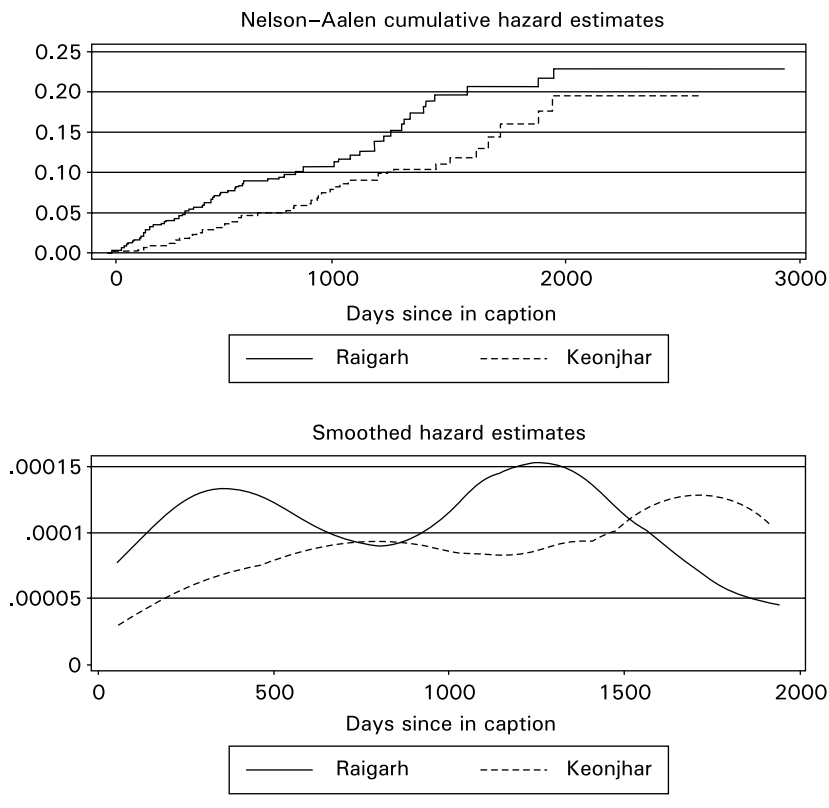 Nelson–Aalen cumulative hazard estimates
0.25
0.20
0.15
0.10
0.05
0.00
0 1000 2000 3000
Days since in caption
Raigarh Keonjhar
Smoothed hazard estimates
.00015
.0001
.00005
0
0 500 1000 1500 2000
Days since in caption
Raigarh Keonjhar